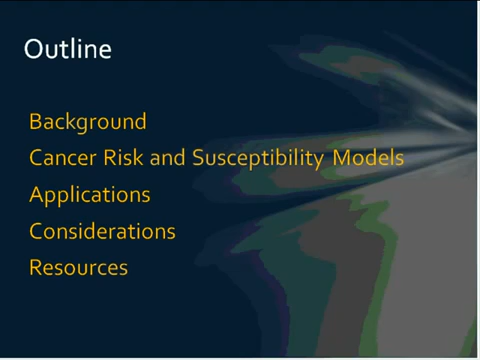 Outline
Background
Cancer Risk and Susceptibility Models
Applications
Considerations
Resources